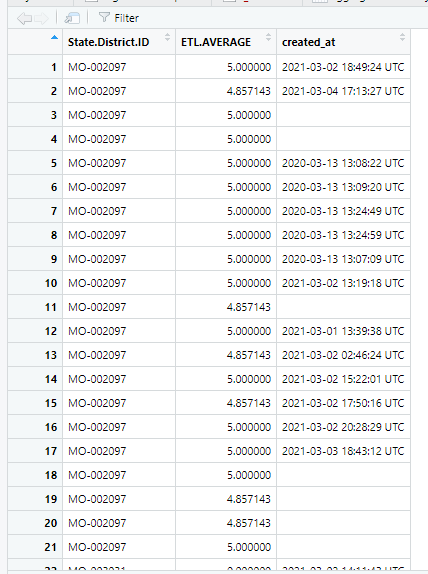 Filter
State.District.ID ETL.AVERAGE created_at
1 MO-002097 5.000000 2021-03-02 18:49:24 UTC
2 MO-002097 4.857143 2021-03-04 17:13:27 UTC
3 MO-002097 5.000000
4 MO-002097 5.000000
5 MO-002097 5.000000 2020-03-13 13:08:22 UTC
6 MO-002097 5.000000 2020-03-13 13:09:20 UTC
7 MO-002097 5.000000 2020-03-13 13:24:49 UTC
8 MO-002097 5.000000 2020-03-13 13:24:59 UTC
9 MO-002097 5.000000 2020-03-13 13:07:09 UTC
10 MO-002097 5.000000 2021-03-02 13:19:18 UTC
11 MO-002097 4.857143
12 MO-002097 5.000000 2021-03-01 13:39:38 UTC
13 MO-002097 4.857143 2021-03-02 02:46:24 UTC
14 MO-002097 5.000000 2021-03-02 15:22:01 UTC
15 MO-002097 4.857143 2021-03-02 17:50:16 UTC
16 MO-002097 5.000000 2021-03-02 20:28:29 UTC
17 MO-002097 5.000000 2021-03-03 18:43:12 UTC
18 MO-002097 5.000000
19 MO-002097 4.857143
20 MO-002097 4.857143
21 MO-002097 5.000000